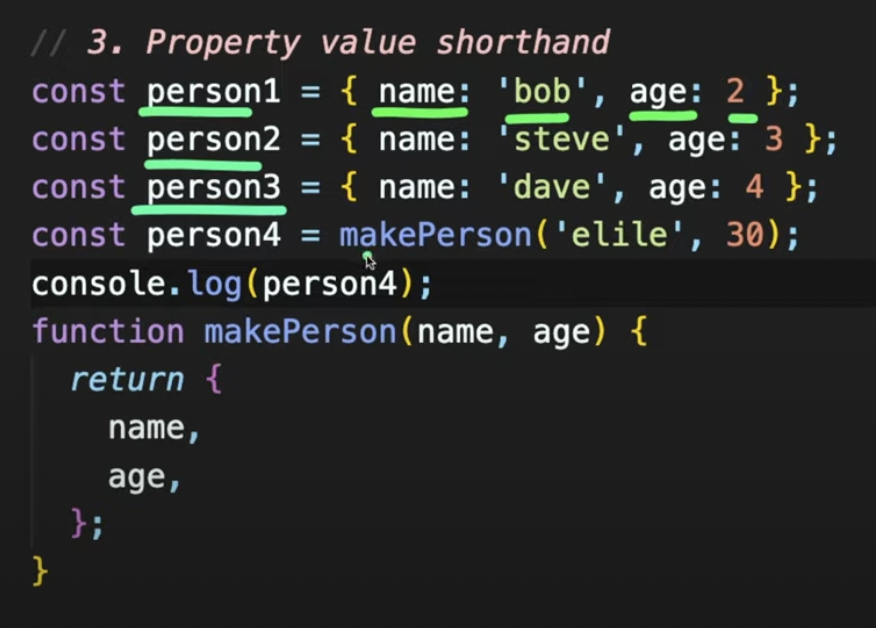 // 3. Property value shorthand
const person1 = { name: 'bob', age: 2 };
const person2 = { name: 'steve', age: 3 };
const person3 = { name: 'dave', age: 4 };
const person4 = makePerson('elile', 30);
console.log(person4);
function makePerson(name, age) {
  return {
    name,
    age,
  };
}